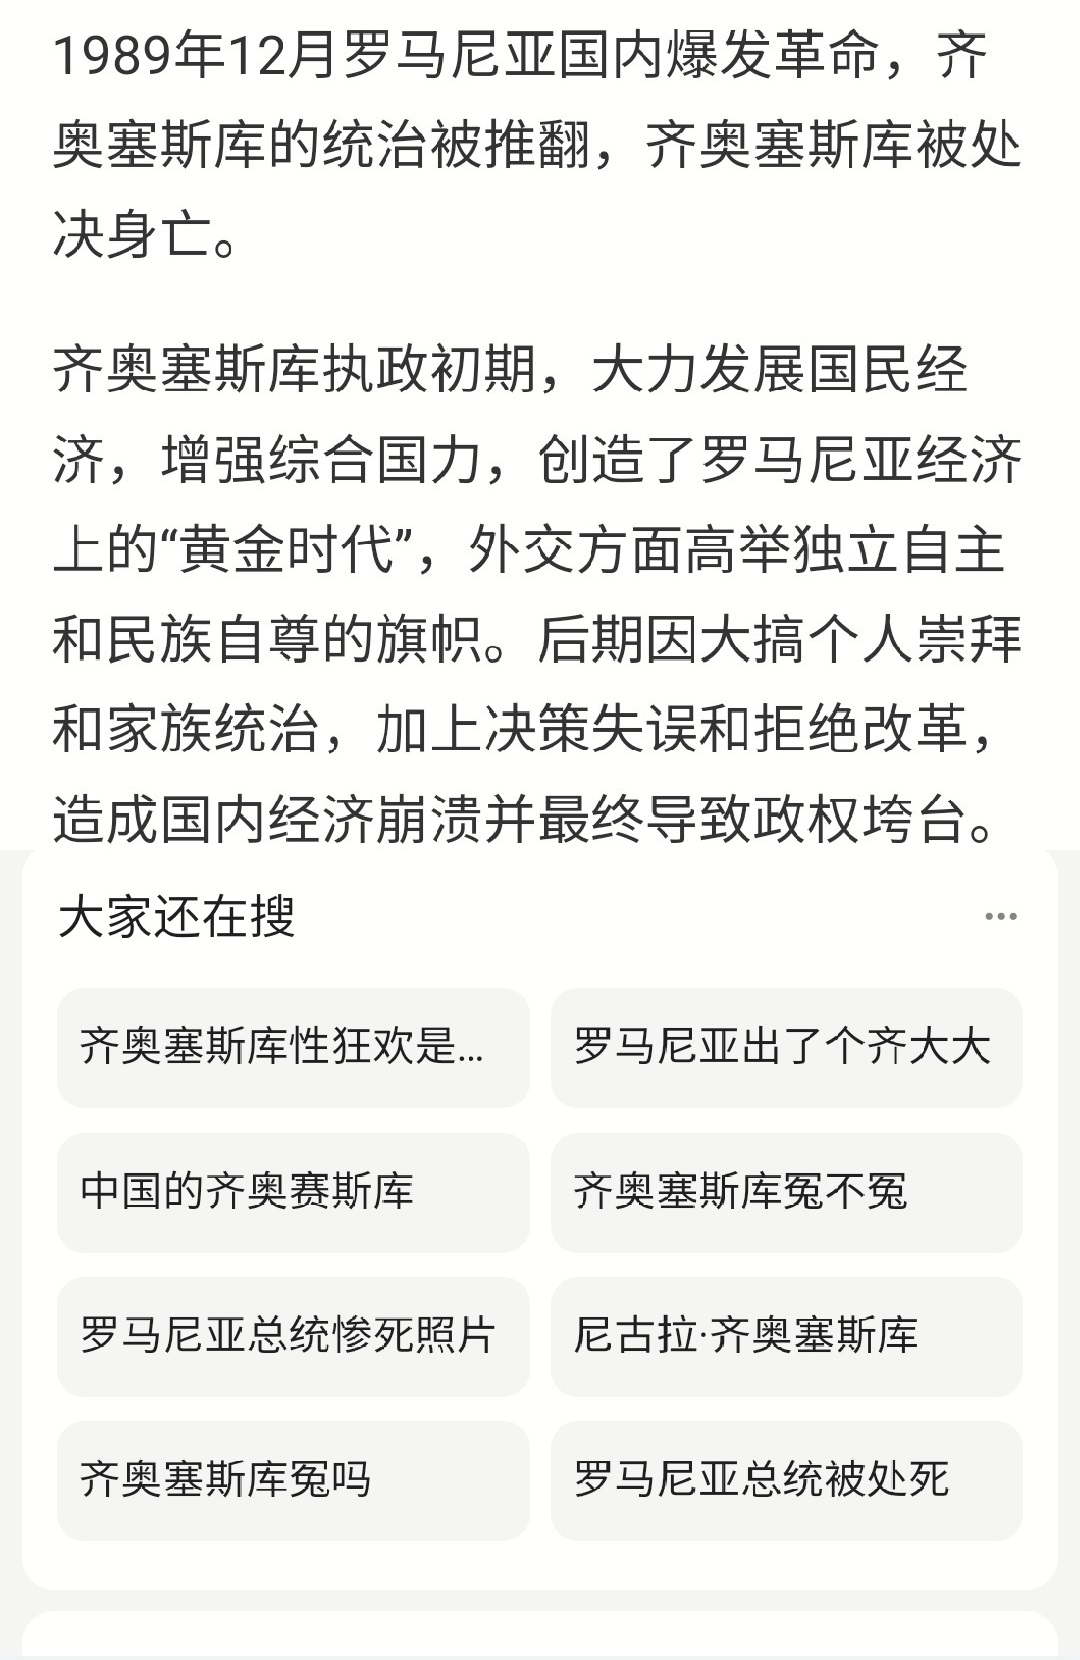 1989年12月罗马尼亚国内爆发革命，齐
奥塞斯库的统治被推翻，齐奥塞斯库被处
决身亡。
齐奥塞斯库执政初期，大力发展国民经
济，增强综合国力，创造了罗马尼亚经济
上的“黄金时代”，外交方面高举独立自主
和民族自尊的旗帜。后期因大搞个人崇拜
和家族统治，加上决策失误和拒绝改革，
造成国内经济崩溃并最终导致政权垮台。
大家还在搜
齐奥塞斯库性狂欢是...
罗马尼亚出了个齐大大
中国的齐奥赛斯库
齐奥塞斯库冤不冤
罗马尼亚总统惨死照片
尼古拉·齐奥塞斯库
齐奥塞斯库冤吗
罗马尼亚总统被处死